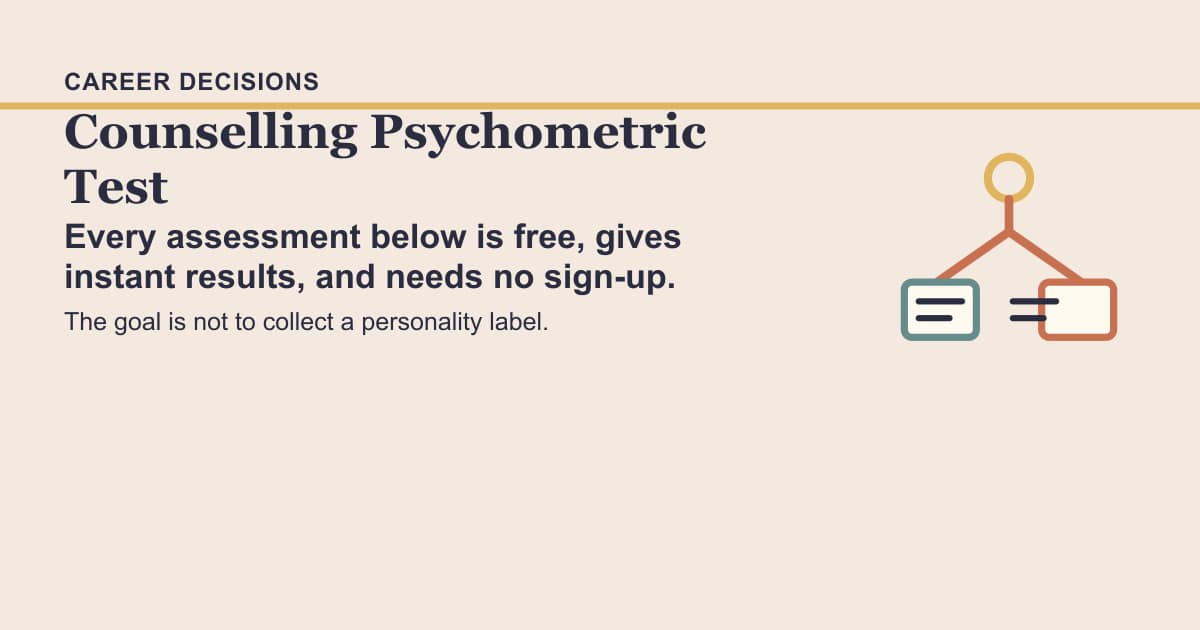 CAREER DECISIONS
Counselling Psychometric
Test
Every assessment below is free, gives
instant results, and needs no sign-up.
The goal is not to collect a personality label.